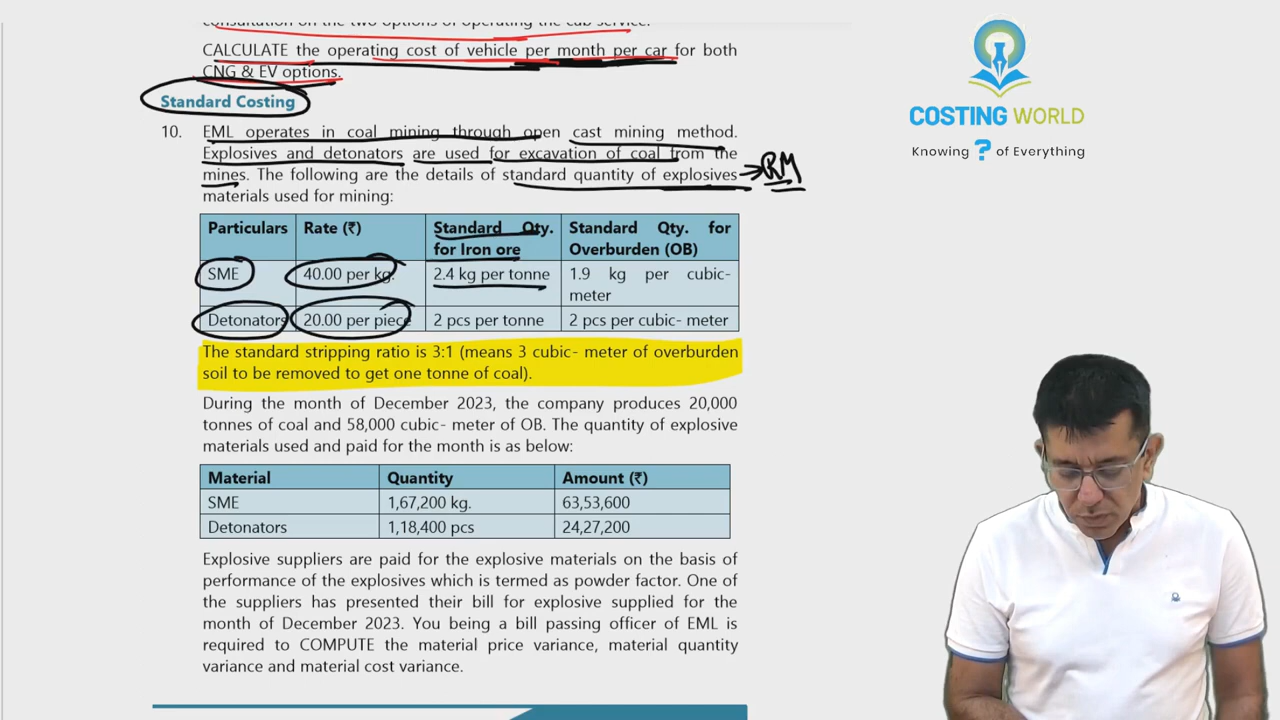 consultation on the two options of operating the cab service.
CALCULATE the operating cost of vehicle per month per car for both
CNG & EV options.
Standard Costing
10. EML operates in coal mining through open cast mining method.
Explosives and detonators are used for excavation of coal from the
mines. The following are the details of standard quantity of explosives → RM
materials used for mining:
Particulars Rate (₹) Standard Qty. for Iron ore Standard Qty. for Overburden (OB)
SME 40.00 per kg. 2.4 kg per tonne 1.9 kg per cubic- meter
Detonators 20.00 per piece 2 pcs per tonne 2 pcs per cubic- meter
The standard stripping ratio is 3:1 (means 3 cubic- meter of overburden
soil to be removed to get one tonne of coal).
During the month of December 2023, the company produces 20,000
tonnes of coal and 58,000 cubic- meter of OB. The quantity of explosive
materials used and paid for the month is as below:
Material Quantity Amount (₹)
SME 1,67,200 kg. 63,53,600
Detonators 1,18,400 pcs 24,27,200
Explosive suppliers are paid for the explosive materials on the basis of
performance of the explosives which is termed as powder factor. One of
the suppliers has presented their bill for explosive supplied for the
month of December 2023. You being a bill passing officer of EML is
required to COMPUTE the material price variance, material quantity
variance and material cost variance.
COSTING WORLD
Knowing ? of Everything